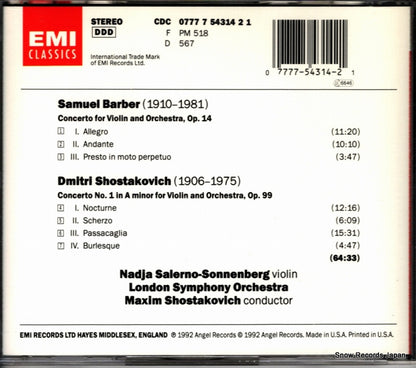 EMI
CLASSICS
STEREO
DDD
International Trade Mark
of EMI Records Ltd.
CDC 0777 7 54314 2 1
F PM 518
D 567
0 7777-54314-2 1
6646
Samuel Barber (1910–1981)
Concerto for Violin and Orchestra, Op. 14
1 I. Allegro (11:20)
2 II. Andante (10:10)
3 III. Presto in moto perpetuo (3:47)
Dmitri Shostakovich (1906–1975)
Concerto No. 1 in A minor for Violin and Orchestra, Op. 99
4 I. Nocturne (12:16)
5 II. Scherzo (6:09)
6 III. Passacaglia (15:31)
7 IV. Burlesque (4:47)
(64:33)
Nadja Salerno-Sonnenberg violin
London Symphony Orchestra
Maxim Shostakovich conductor
EMI RECORDS LTD HAYES MIDDLESEX, ENGLAND ℗ 1992 Angel Records © 1992 Angel Records. Made in U.S.A. Printed in U.S.A.
Snow Records Japan